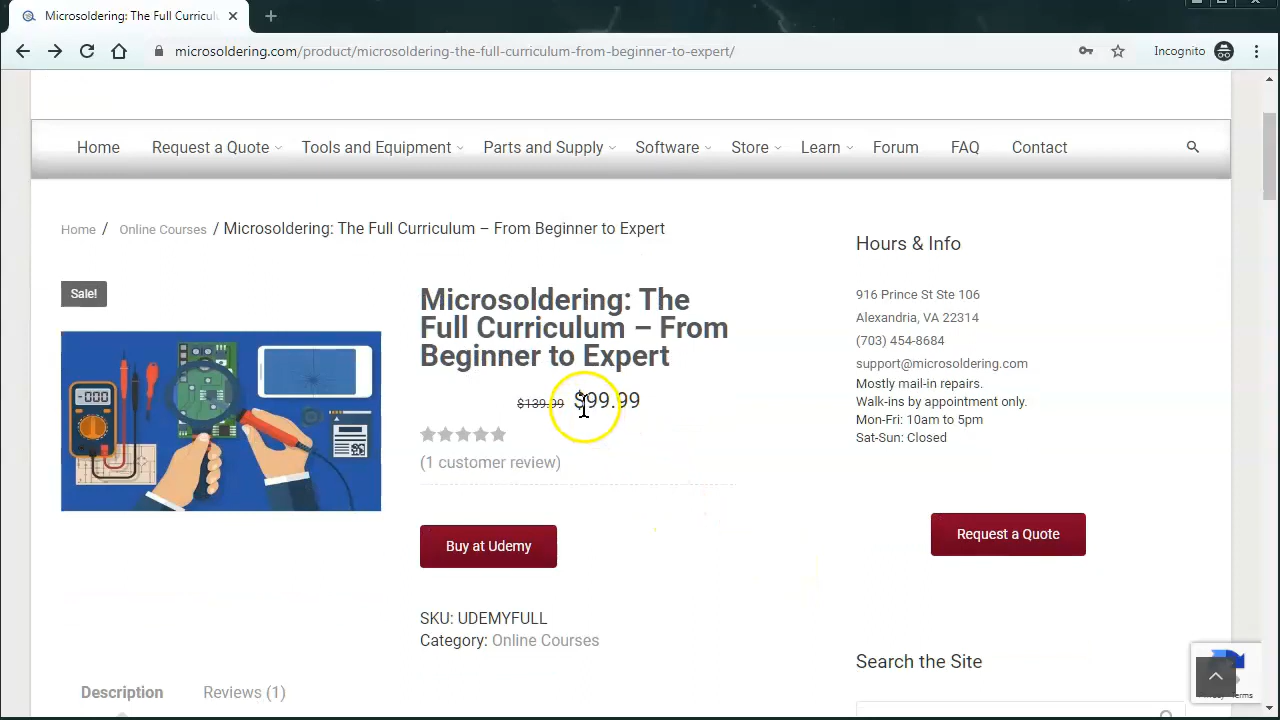 Microsoldering: The Full Curricul
microsoldering.com/product/microsoldering-the-full-curriculum-from-beginner-to-expert/
Incognito
Home Request a Quote Tools and Equipment Parts and Supply Software Store Learn Forum FAQ Contact
Home / Online Courses / Microsoldering: The Full Curriculum – From Beginner to Expert
Sale!
-000
Microsoldering: The
Full Curriculum – From
Beginner to Expert
$139.99 $99.99
(1 customer review)
Buy at Udemy
SKU: UDEMYFULL
Category: Online Courses
Description Reviews (1)
Hours & Info
916 Prince St Ste 106
Alexandria, VA 22314
(703) 454-8684
support@microsoldering.com
Mostly mail-in repairs.
Walk-ins by appointment only.
Mon-Fri: 10am to 5pm
Sat-Sun: Closed
Request a Quote
Search the Site
Terms